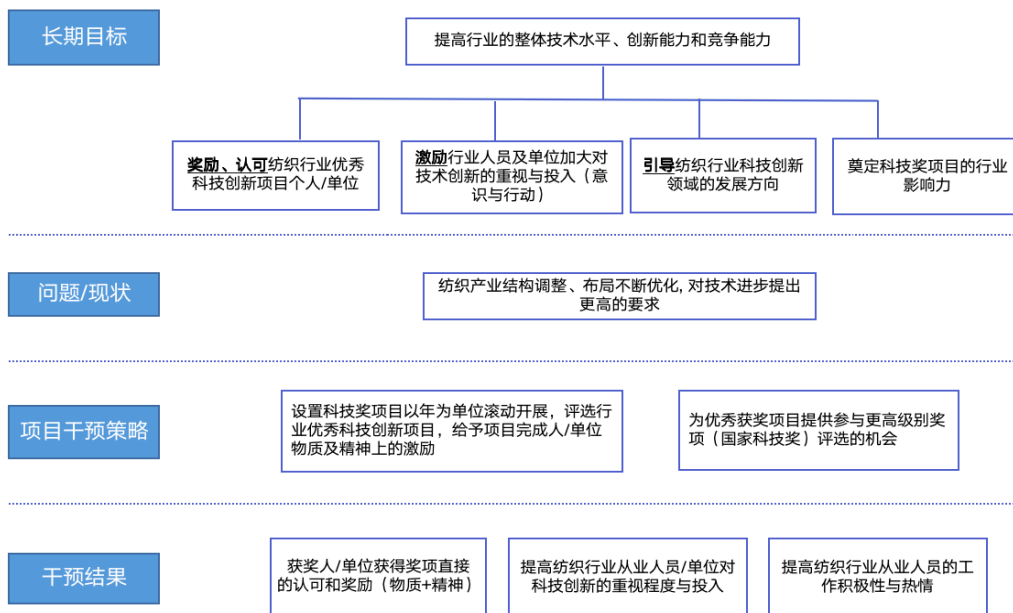 长期目标
提高行业的整体技术水平、创新能力和竞争能力
奖励、认可纺织行业优秀
科技创新项目个人/单位
激励行业人员及单位加大对
技术创新的重视与投入（意
识与行动）
引导纺织行业科技创新
领域的发展方向
奠定科技奖项目的行业
影响力
问题/现状
纺织产业结构调整、布局不断优化, 对技术进步提出
更高的要求
项目干预策略
设置科技奖项目以年为单位滚动开展，评选行
业优秀科技创新项目，给予项目完成人/单位
物质及精神上的激励
为优秀获奖项目提供参与更高级别奖
项（国家科技奖）评选的机会
干预结果
获奖人/单位获得奖项直接
的认可和奖励（物质+精神）
提高纺织行业从业人员/单位对
科技创新的重视程度与投入
提高纺织行业从业人员的工
作积极性与热情